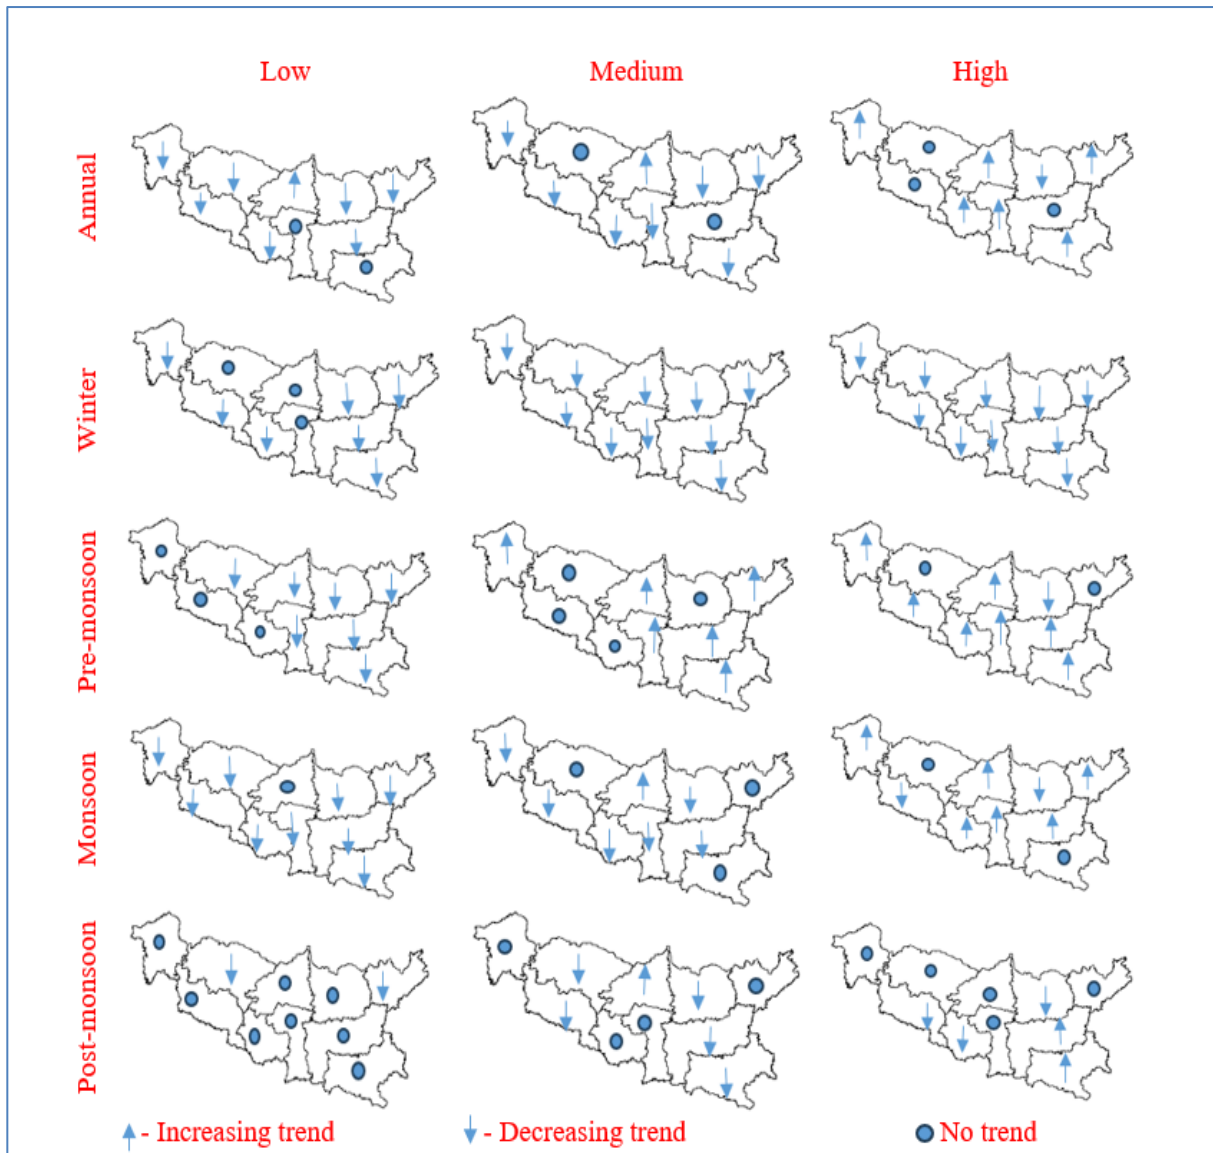 Low Medium High
Annual
Winter
Pre-monsoon
Monsoon
Post-monsoon
- Increasing trend - Decreasing trend No trend